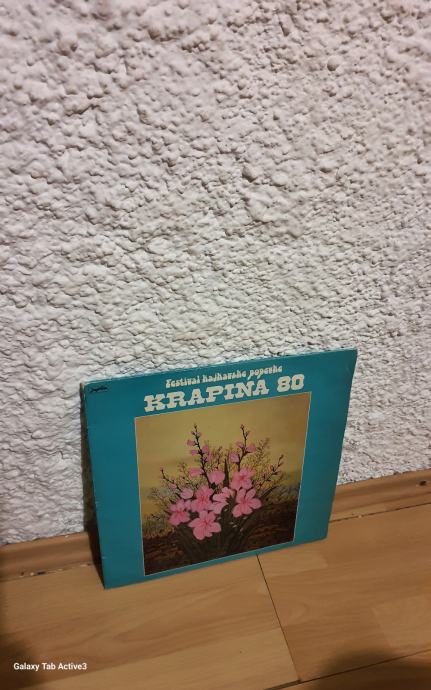 Festival kajkavske popevke
KRAPINA 80
Galaxy Tab Active3